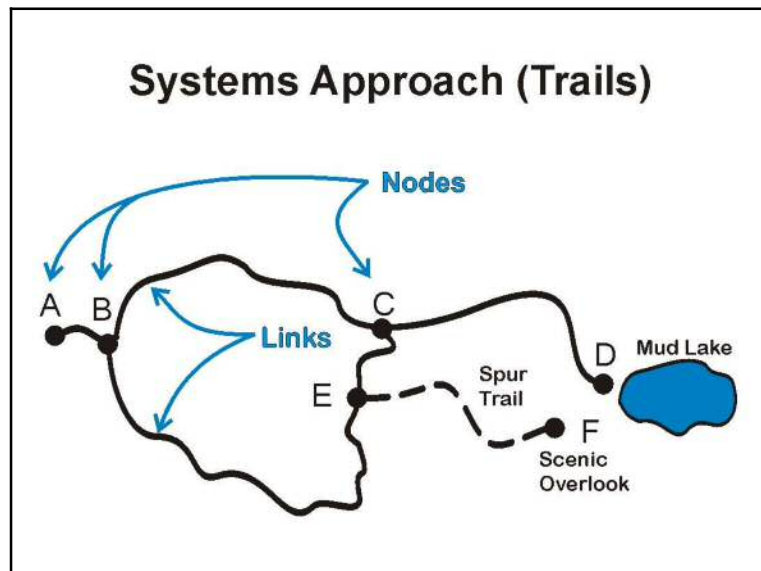 Systems Approach (Trails)
Nodes
A
B
C
Links
D
Mud Lake
E
Spur
Trail
F
Scenic
Overlook